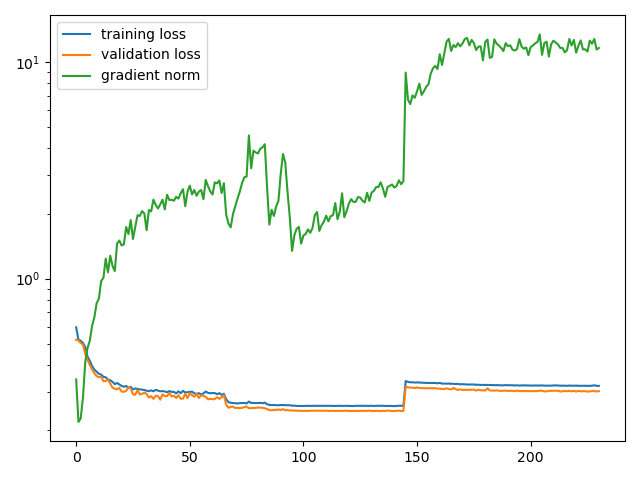 training loss
validation loss
gradient norm
10¹
10⁰
0 50 100 150 200